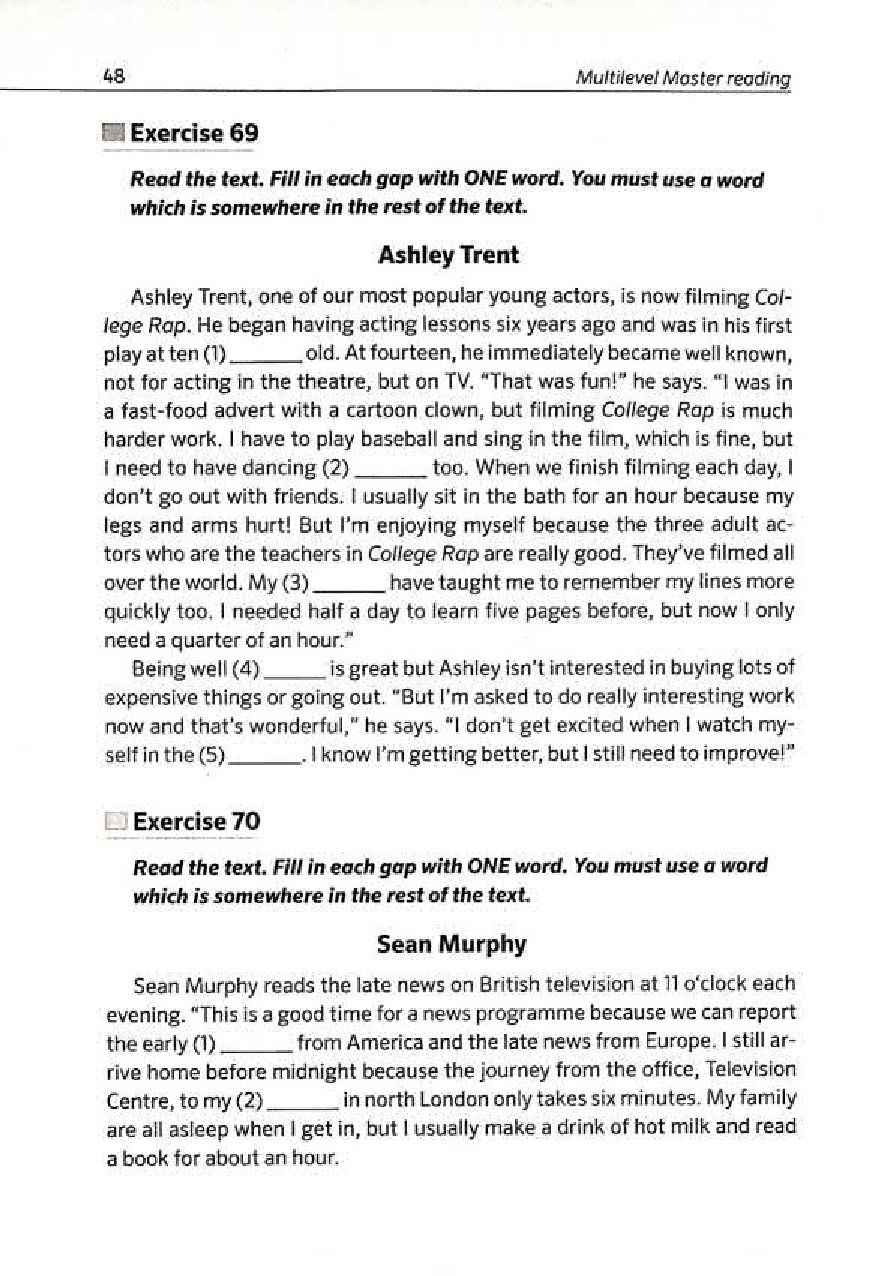 48
Multilevel Master reading
Exercise 69
Read the text. Fill in each gap with ONE word. You must use a word
which is somewhere in the rest of the text.
Ashley Trent
Ashley Trent, one of our most popular young actors, is now filming Col-
lege Rap. He began having acting lessons six years ago and was in his first
play at ten (1) ______ old. At fourteen, he immediately became well known,
not for acting in the theatre, but on TV. “That was fun!” he says. “I was in
a fast-food advert with a cartoon clown, but filming College Rap is much
harder work. I have to play baseball and sing in the film, which is fine, but
I need to have dancing (2) ______ too. When we finish filming each day, I
don't go out with friends. I usually sit in the bath for an hour because my
legs and arms hurt! But I'm enjoying myself because the three adult ac-
tors who are the teachers in College Rap are really good. They've filmed all
over the world. My (3) ______ have taught me to remember my lines more
quickly too. I needed half a day to learn five pages before, but now I only
need a quarter of an hour.”
Being well (4) _____ is great but Ashley isn't interested in buying lots of
expensive things or going out. “But I'm asked to do really interesting work
now and that's wonderful,” he says. “I don't get excited when I watch my-
self in the (5) ______. I know I'm getting better, but I still need to improve!”
Exercise 70
Read the text. Fill in each gap with ONE word. You must use a word
which is somewhere in the rest of the text.
Sean Murphy
Sean Murphy reads the late news on British television at 11 o'clock each
evening. “This is a good time for a news programme because we can report
the early (1) ______ from America and the late news from Europe. I still ar-
rive home before midnight because the journey from the office, Television
Centre, to my (2) ______ in north London only takes six minutes. My family
are all asleep when I get in, but I usually make a drink of hot milk and read
a book for about an hour.